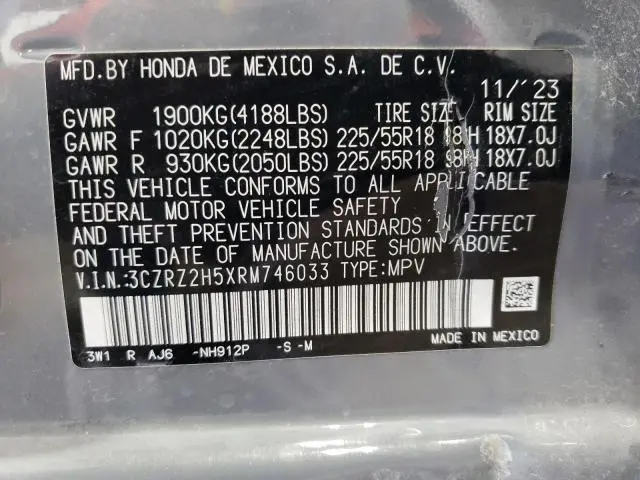 MFD.BY HONDA DE MEXICO S.A. DE C.V.
11/'23
GVWR 1900KG(4188LBS) TIRE SIZE RIM SIZE
GAWR F 1020KG(2248LBS) 225/55R18 98H 18X7.0J
GAWR R 930KG(2050LBS) 225/55R18 98H 18X7.0J
THIS VEHICLE CONFORMS TO ALL APPLICABLE
FEDERAL MOTOR VEHICLE SAFETY
AND THEFT PREVENTION STANDARDS IN EFFECT
ON THE DATE OF MANUFACTURE SHOWN ABOVE.
V.I.N.:3CZRZ2H5XRM746033 TYPE:MPV
3W1 R AJ6 -NH912P -S -M MADE IN MEXICO